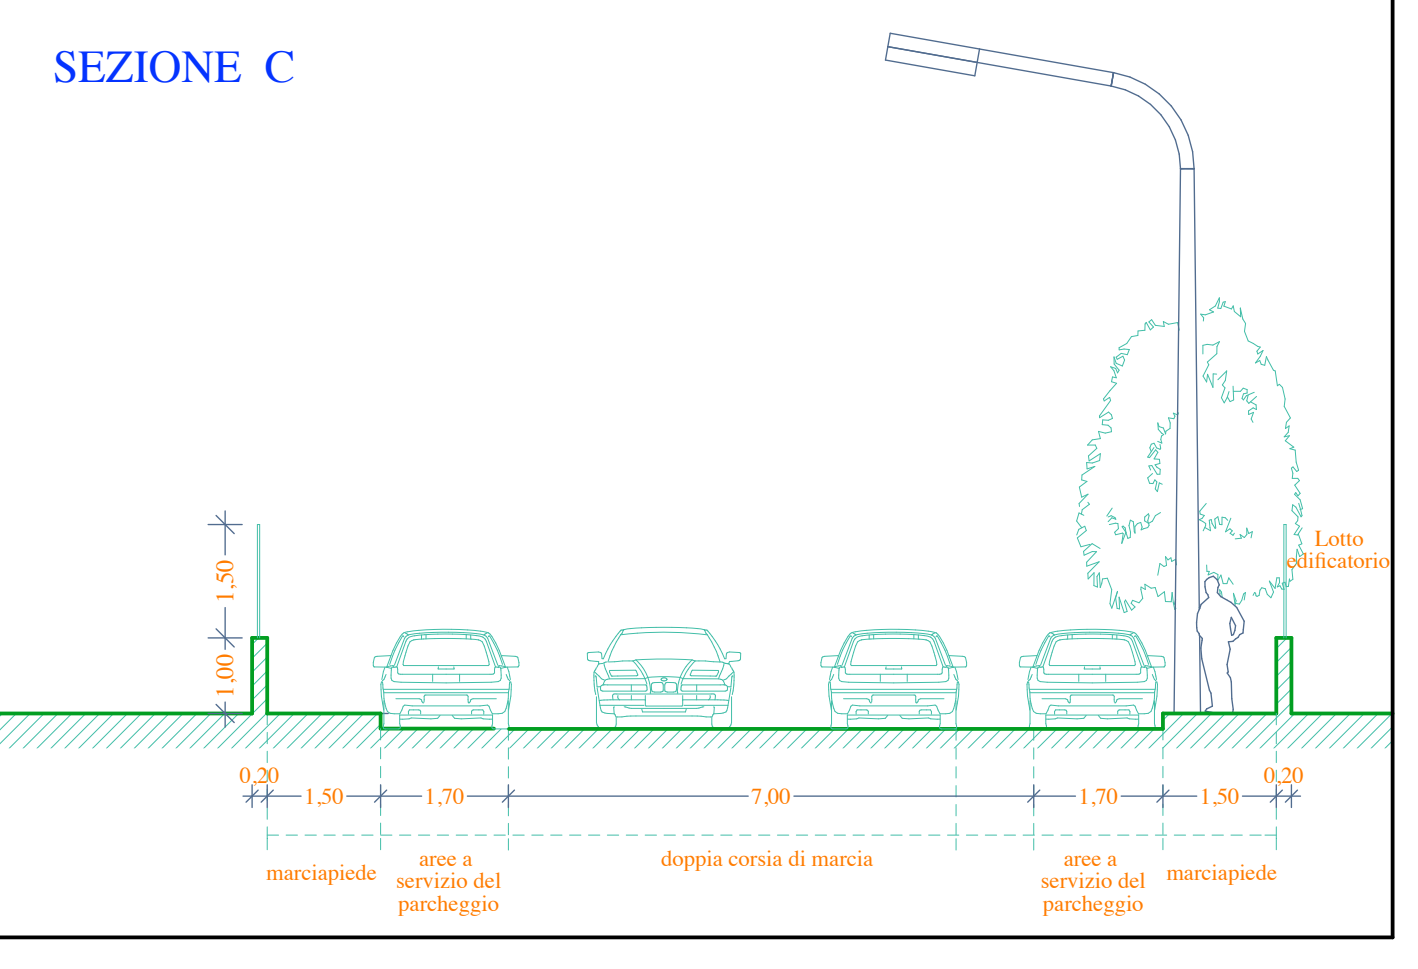 SEZIONE C
Lotto
edificatorio
1,50
1,00
0,20
0,20
1,50
1,70
7,00
1,70
1,50
marciapiede
aree a
servizio del
parcheggio
doppia corsia di marcia
aree a
servizio del
parcheggio
marciapiede